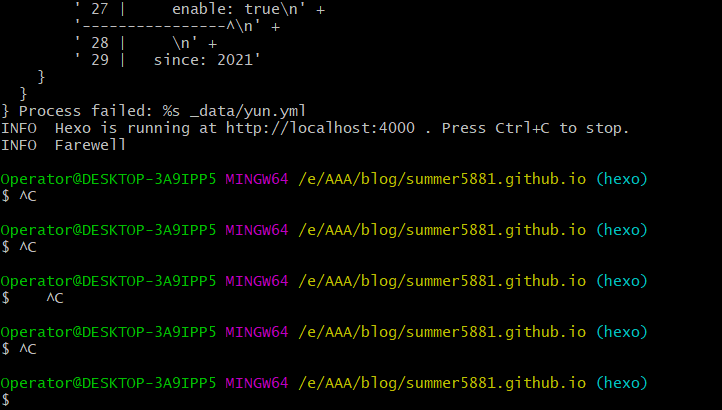 ' 27 |     enable: true\n' +
'----------------^\n' +
' 28 |     \n' +
' 29 |   since: 2021'
}
}
} Process failed: %s _data/yun.yml
INFO  Hexo is running at http://localhost:4000 . Press Ctrl+C to stop.
INFO  Farewell
Operator@DESKTOP-3A9IPP5 MINGW64 /e/AAA/blog/summer5881.github.io (hexo)
$ ^C
Operator@DESKTOP-3A9IPP5 MINGW64 /e/AAA/blog/summer5881.github.io (hexo)
$ ^C
Operator@DESKTOP-3A9IPP5 MINGW64 /e/AAA/blog/summer5881.github.io (hexo)
$    ^C
Operator@DESKTOP-3A9IPP5 MINGW64 /e/AAA/blog/summer5881.github.io (hexo)
$ ^C
Operator@DESKTOP-3A9IPP5 MINGW64 /e/AAA/blog/summer5881.github.io (hexo)
$